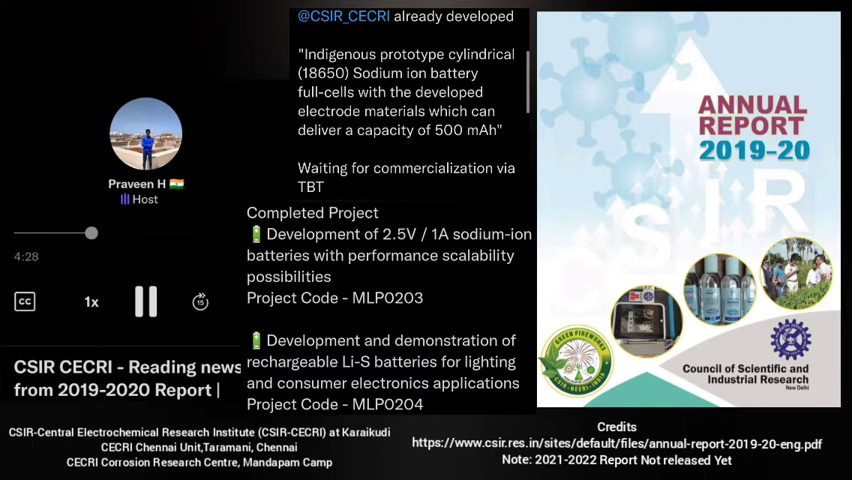 @CSIR_CECRI already developed
"Indigenous prototype cylindrical
(18650) Sodium ion battery
full-cells with the developed
electrode materials which can
deliver a capacity of 500 mAh"
Waiting for commercialization via
TBT
Praveen H 🇮🇳
Host
4:28
CC
1x
15
CSIR CECRI - Reading news
from 2019-2020 Report |
Completed Project
🔋Development of 2.5V / 1A sodium-ion
batteries with performance scalability
possibilities
Project Code - MLP0203
🔋Development and demonstration of
rechargeable Li-S batteries for lighting
and consumer electronics applications
Project Code - MLP0204
ANNUAL
REPORT
2019-20
CSIR
GREEN FIREWORKS
CSIR-NEERI-INDIA
Council of Scientific and
Industrial Research
New Delhi
CSIR-Central Electrochemical Research Institute (CSIR-CECRI) at Karaikudi
CECRI Chennai Unit,Taramani, Chennai
CECRI Corrosion Research Centre, Mandapam Camp
Credits
https://www.csir.res.in/sites/default/files/annual-report-2019-20-eng.pdf
Note: 2021-2022 Report Not released Yet